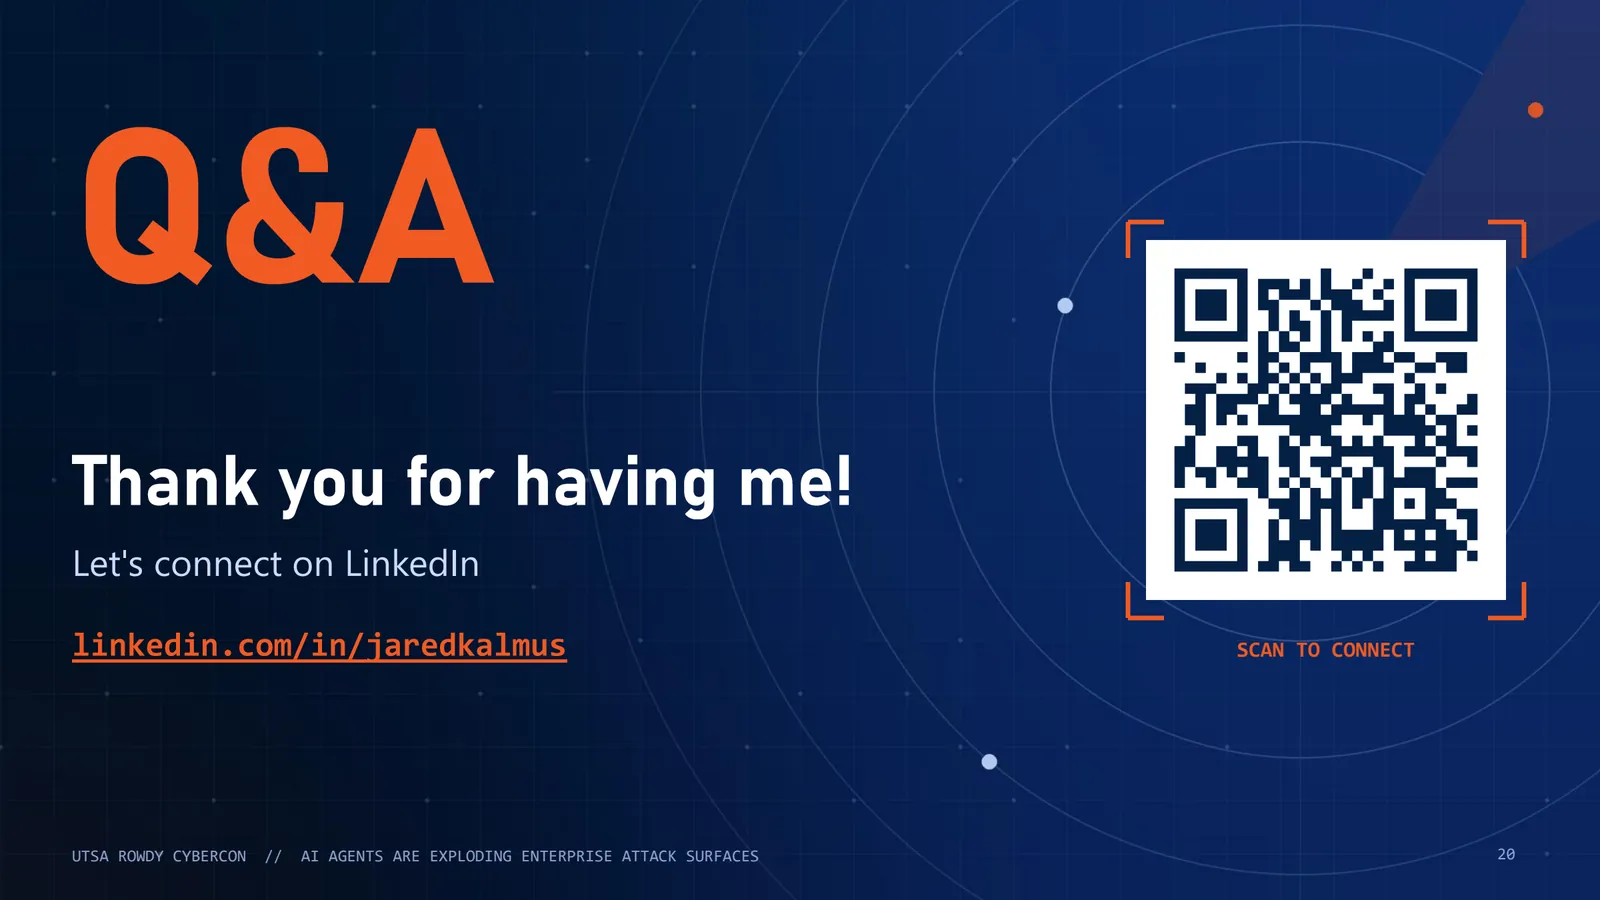 Q&A
Thank you for having me!
Let's connect on LinkedIn
linkedin.com/in/jaredkalmus
SCAN TO CONNECT
UTSA ROWDY CYBERCON // AI AGENTS ARE EXPLODING ENTERPRISE ATTACK SURFACES
20